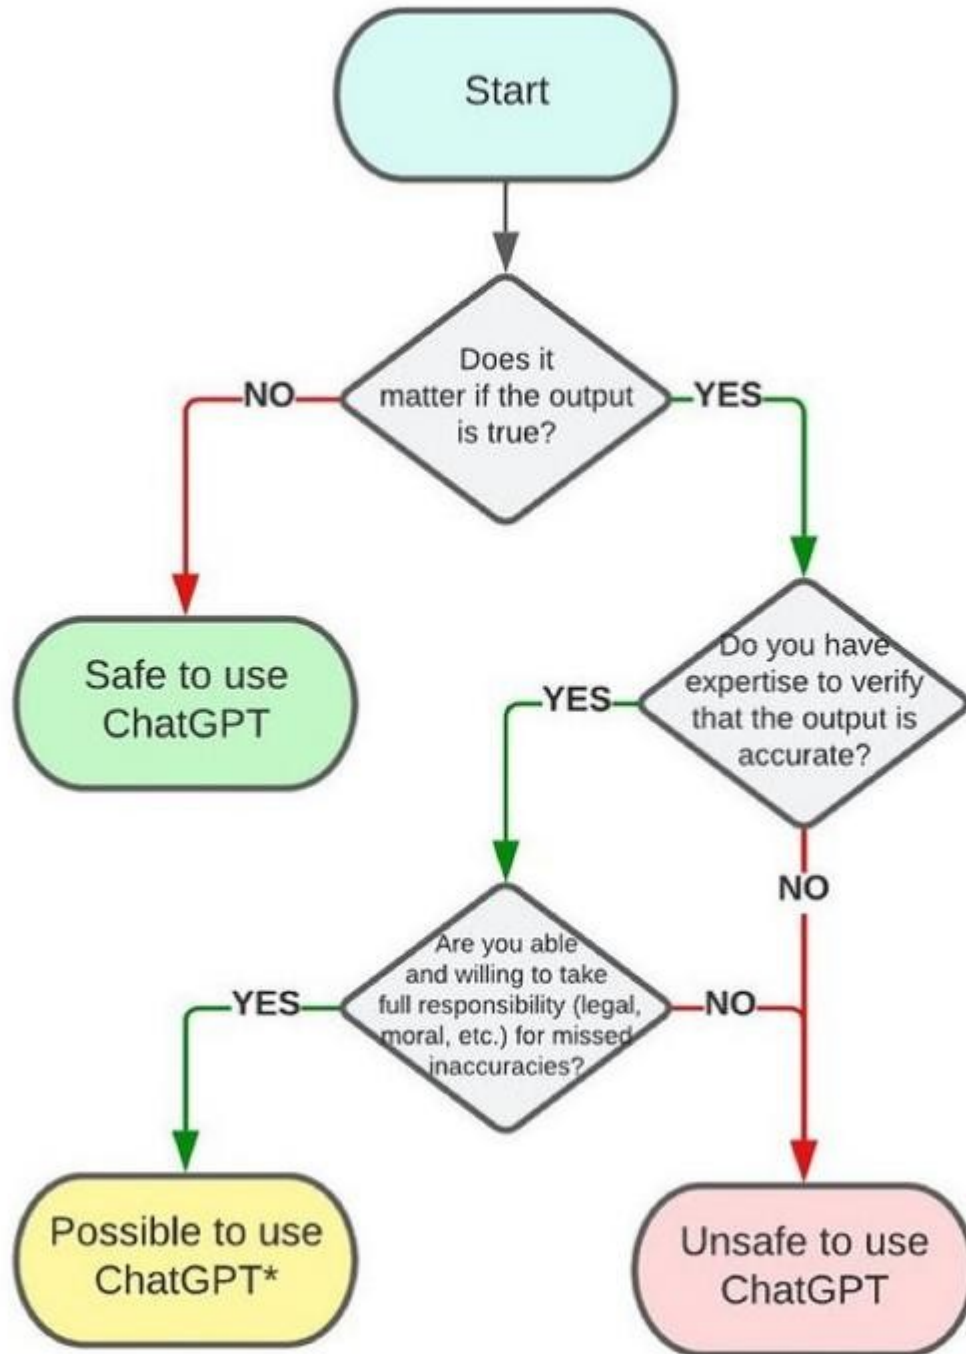 Start
Does it
matter if the output
is true?
NO
YES
Safe to use
ChatGPT
Do you have
expertise to verify
that the output is
accurate?
YES
NO
Are you able
and willing to take
full responsibility (legal,
moral, etc.) for missed
inaccuracies?
YES
NO
Possible to use
ChatGPT*
Unsafe to use
ChatGPT